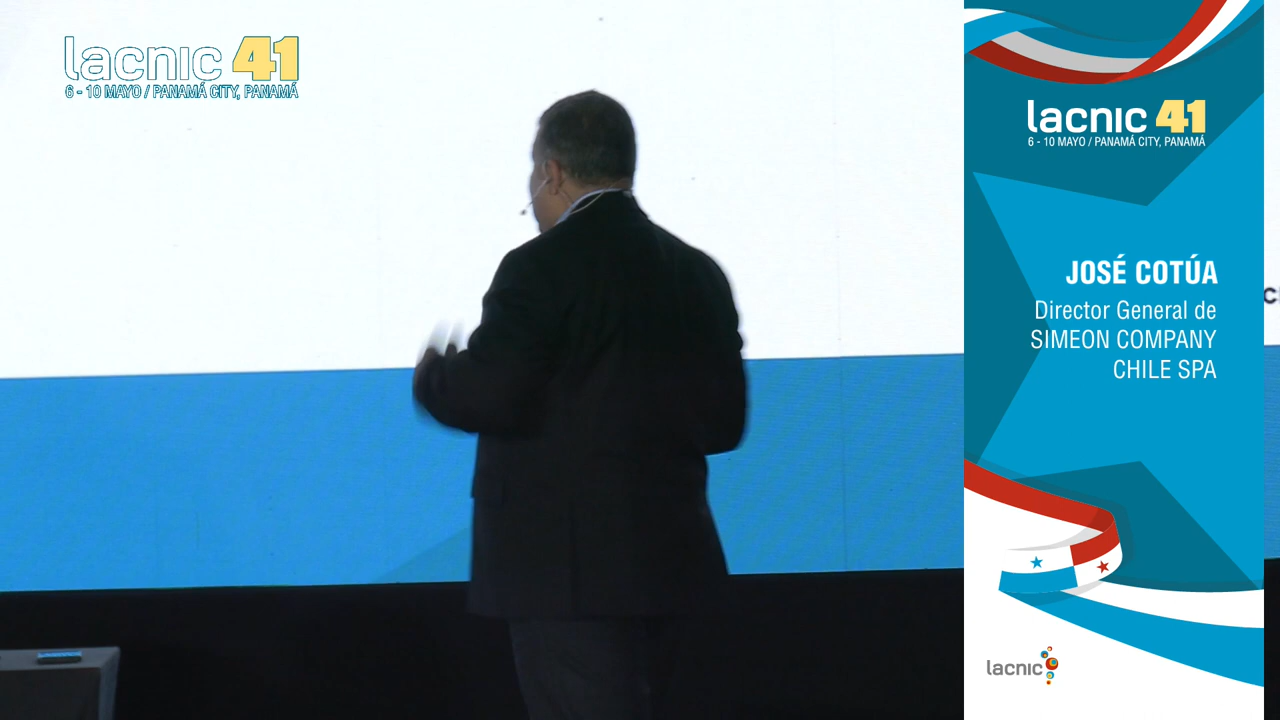 lacnic 41
6 - 10 MAYO / PANAMÁ CITY, PANAMÁ
lacnic 41
6 - 10 MAYO / PANAMÁ CITY, PANAMÁ
JOSÉ COTÚA
Director General de
SIMEON COMPANY
CHILE SPA
lacnic